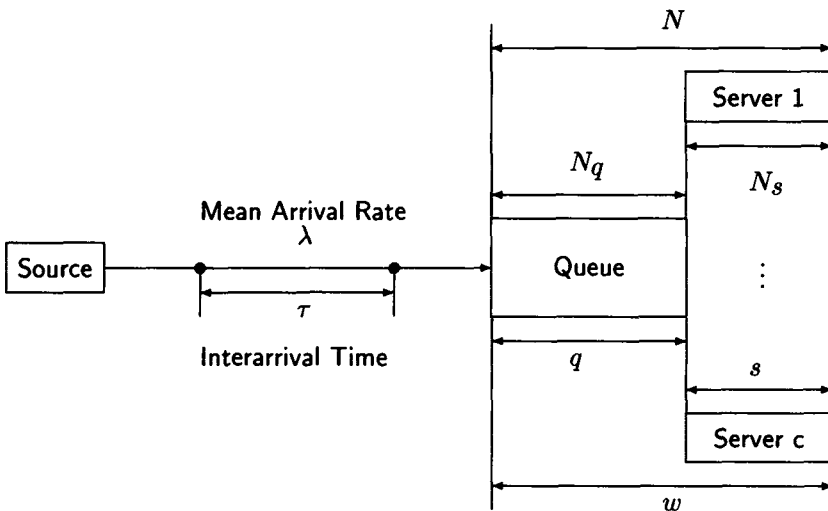 N
Server 1
N_q
N_s
Mean Arrival Rate
λ
Source
Queue
⋮
τ
Interarrival Time
q
s
Server c
w